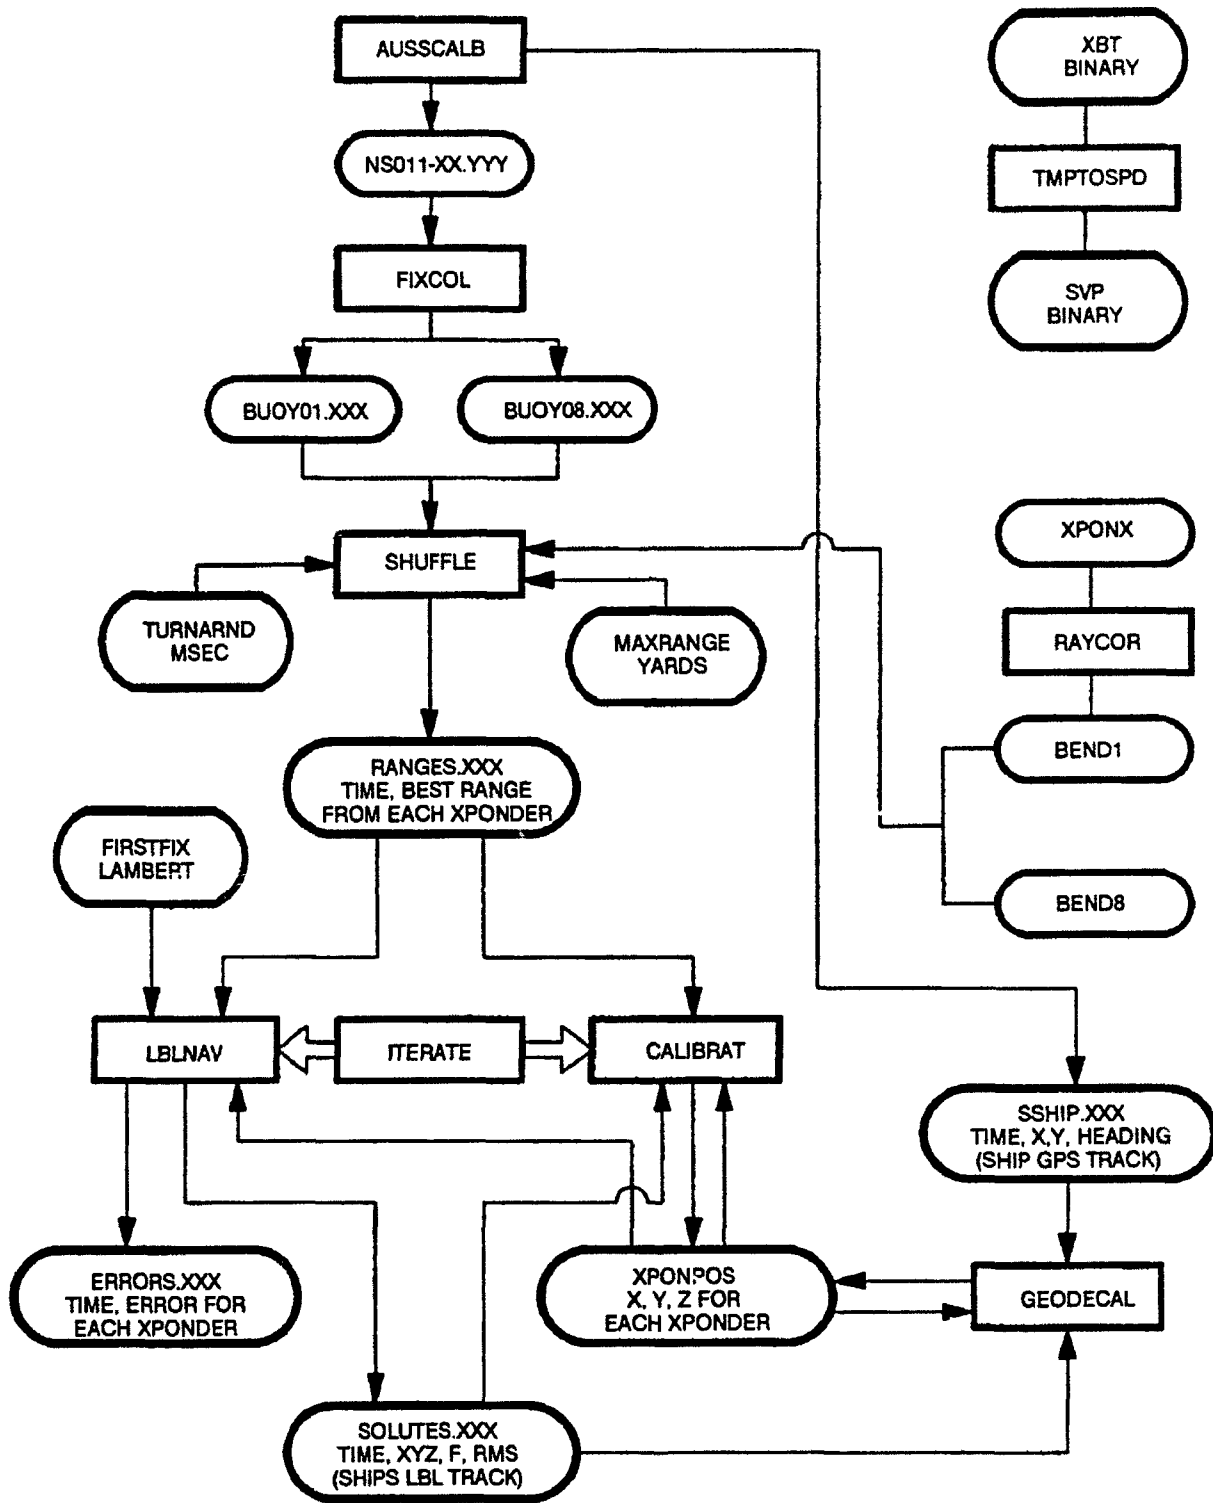 AUSSCALB
XBT
BINARY
NS011-XX.YYY
TMPTOSPD
FIXCOL
SVP
BINARY
BUOY01.XXX
BUOY08.XXX
XPONX
SHUFFLE
TURNARND
MSEC
MAXRANGE
YARDS
RAYCOR
RANGES.XXX
TIME, BEST RANGE
FROM EACH XPONDER
BEND1
FIRSTFIX
LAMBERT
BEND8
LBLNAV
ITERATE
CALIBRAT
SSHIP.XXX
TIME, X,Y, HEADING
(SHIP GPS TRACK)
ERRORS.XXX
TIME, ERROR FOR
EACH XPONDER
XPONPOS
X, Y, Z FOR
EACH XPONDER
GEODECAL
SOLUTES.XXX
TIME, XYZ, F, RMS
(SHIPS LBL TRACK)